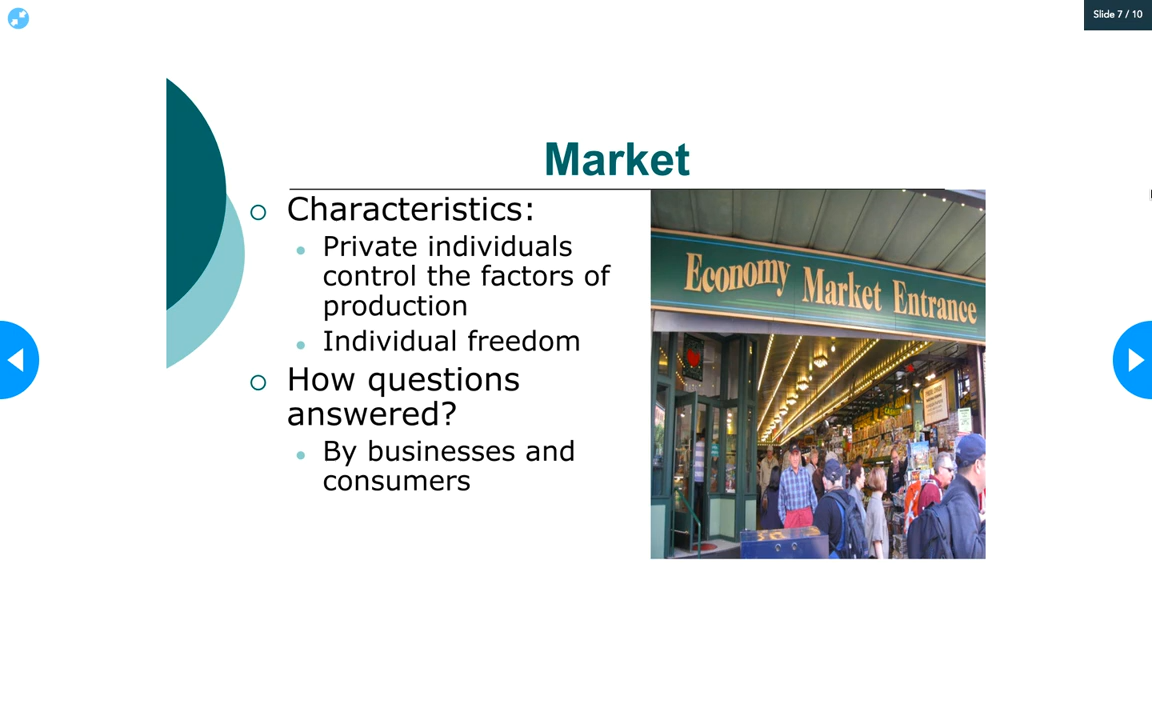 Slide 7 / 10
Market
Characteristics:
Private individuals
control the factors of
production
Individual freedom
How questions
answered?
By businesses and
consumers
Economy Market Entrance